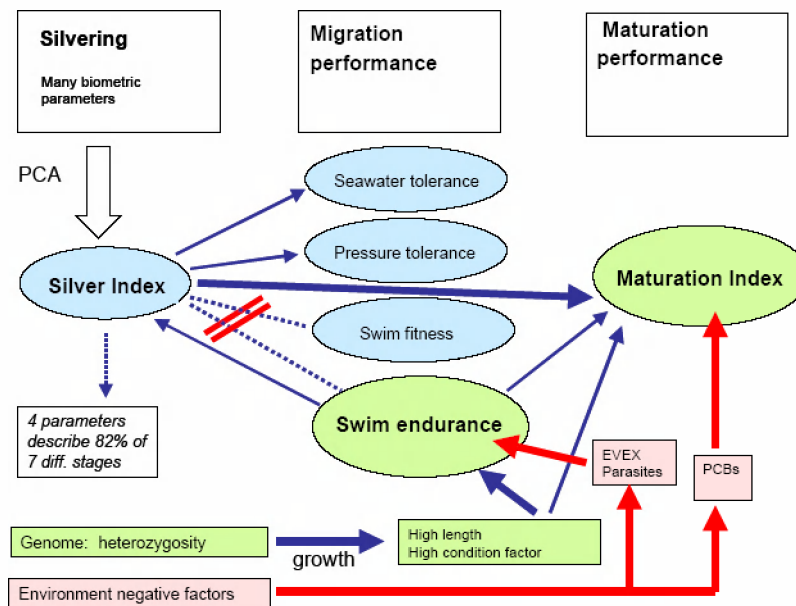 Silvering
Many biometric
parameters
Migration
performance
Maturation
performance
PCA
Seawater tolerance
Pressure tolerance
Silver Index
Maturation Index
Swim fitness
4 parameters
describe 82% of
7 diff. stages
Swim endurance
EVEX
Parasites
PCBs
Genome: heterozygosity
growth
High length
High condition factor
Environment negative factors